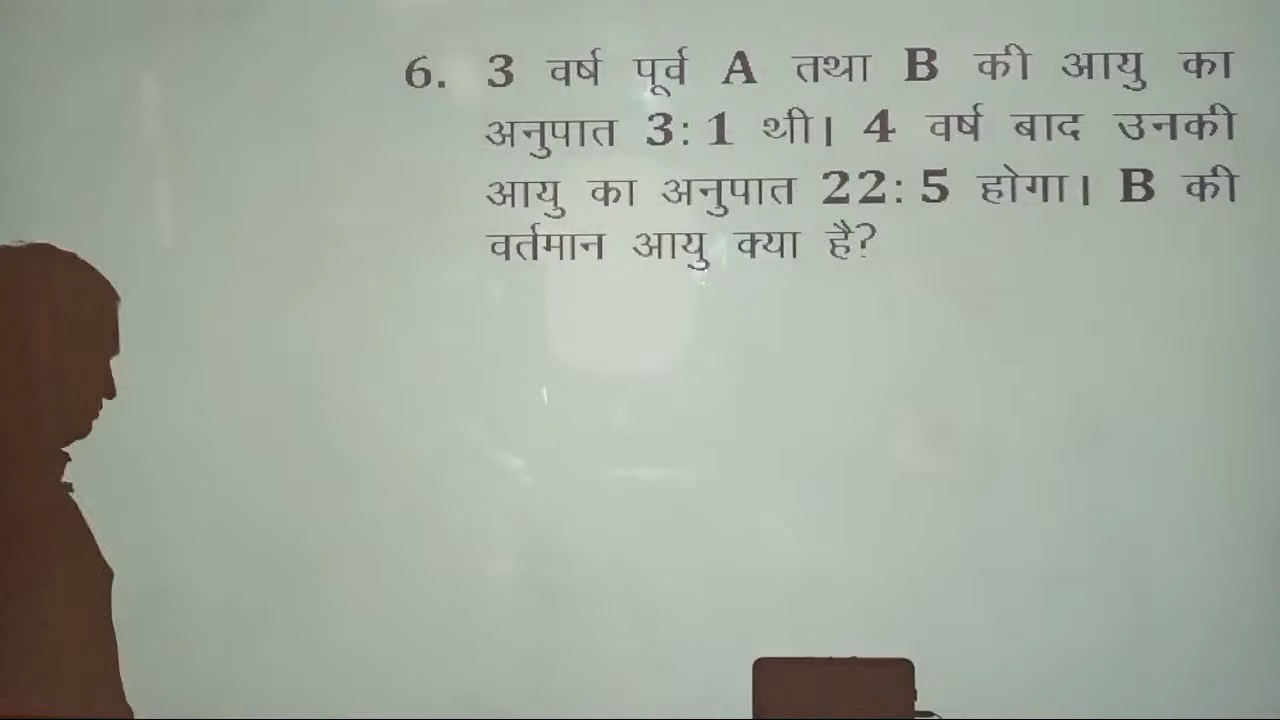 6. 3 वर्ष पूर्व A तथा B की आयु का
अनुपात 3:1 थी। 4 वर्ष बाद उनकी
आयु का अनुपात 22:5 होगा। B की
वर्तमान आयु क्या है?